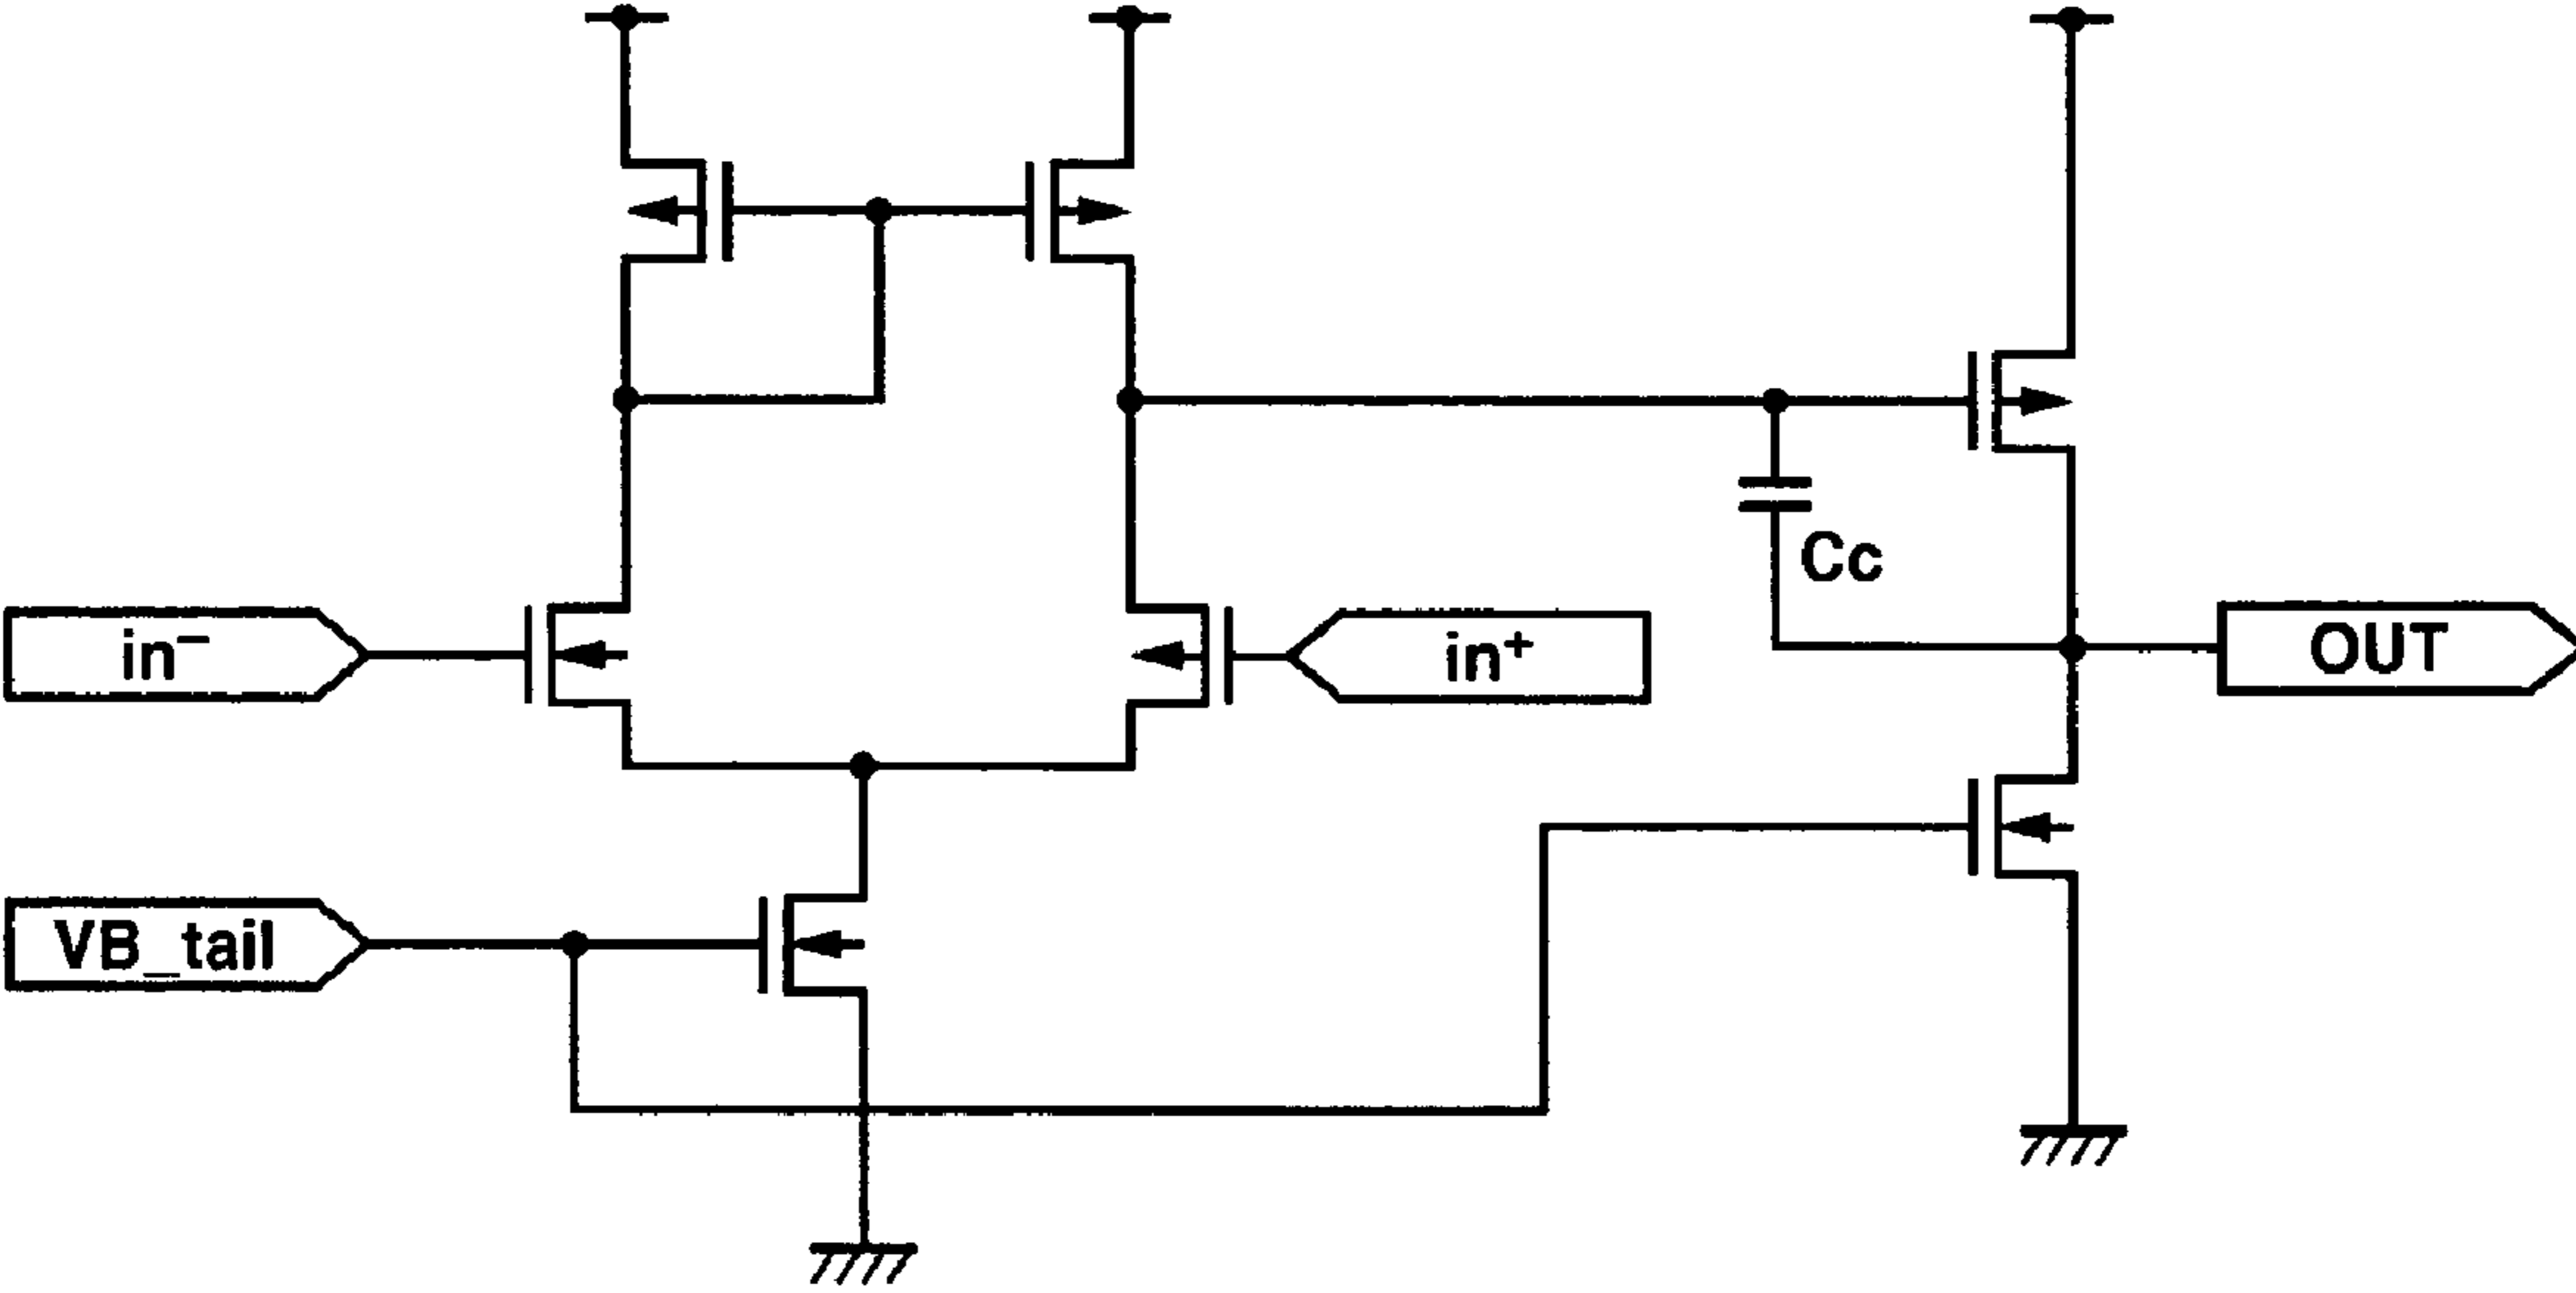 Cc
in⁻
in⁺
OUT
VB_tail